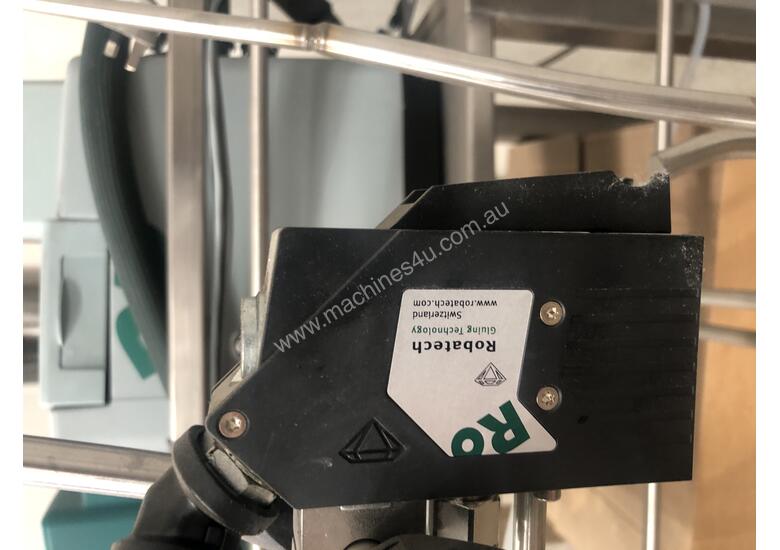 Robatech
Gluing Technology
Switzerland
www.robatech.com
Ro
www.machines4u.com.au